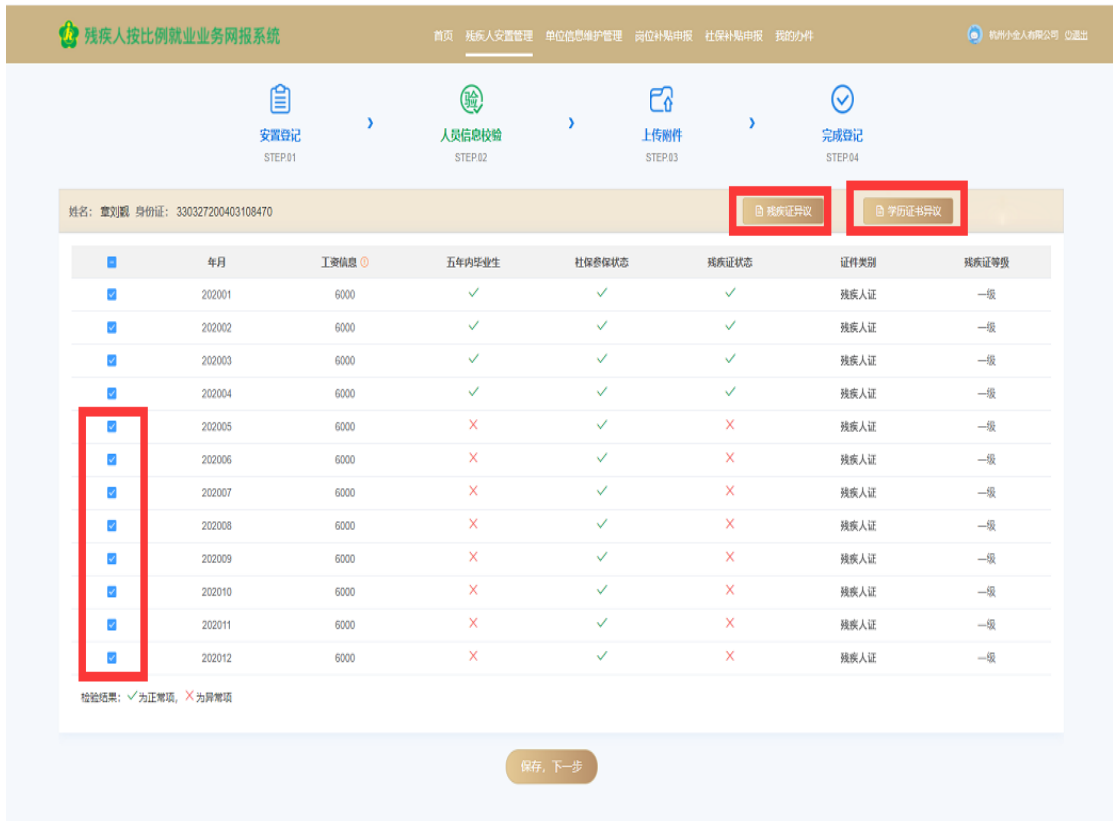 残疾人按比例就业业务网报系统 首页 残疾人安置管理 单位信息维护管理 岗位补贴申报 社保补贴申报 我的办件 杭州小金人有限公司 退出
验
安置登记 人员信息校验 上传附件 完成登记
STEP.01 STEP.02 STEP.03 STEP.04
姓名: 童刘靓 身份证: 330327200403108470 残疾证异议 学历证书异议
年月 工资信息 五年内毕业生 社保参保状态 残疾证状态 证件类别 残疾证等级
202001 6000 ✓ ✓ ✓ 残疾人证 一级
202002 6000 ✓ ✓ ✓ 残疾人证 一级
202003 6000 ✓ ✓ ✓ 残疾人证 一级
202004 6000 ✓ ✓ ✓ 残疾人证 一级
202005 6000 X ✓ X 残疾人证 一级
202006 6000 X ✓ X 残疾人证 一级
202007 6000 X ✓ X 残疾人证 一级
202008 6000 X ✓ X 残疾人证 一级
202009 6000 X ✓ X 残疾人证 一级
202010 6000 X ✓ X 残疾人证 一级
202011 6000 X ✓ X 残疾人证 一级
202012 6000 X ✓ X 残疾人证 一级
检验结果: ✓为正常项, X为异常项
保存, 下一步